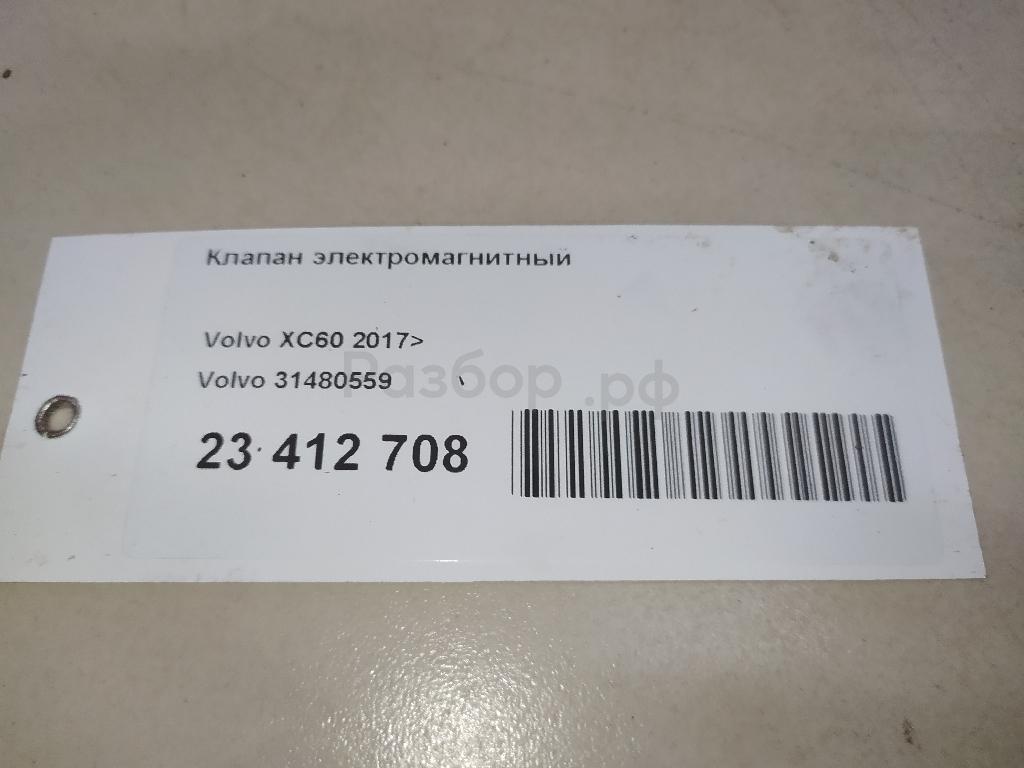 Клапан электромагнитный
Volvo XC60 2017>
Volvo 31480559
Разбор.рф
23 412 708